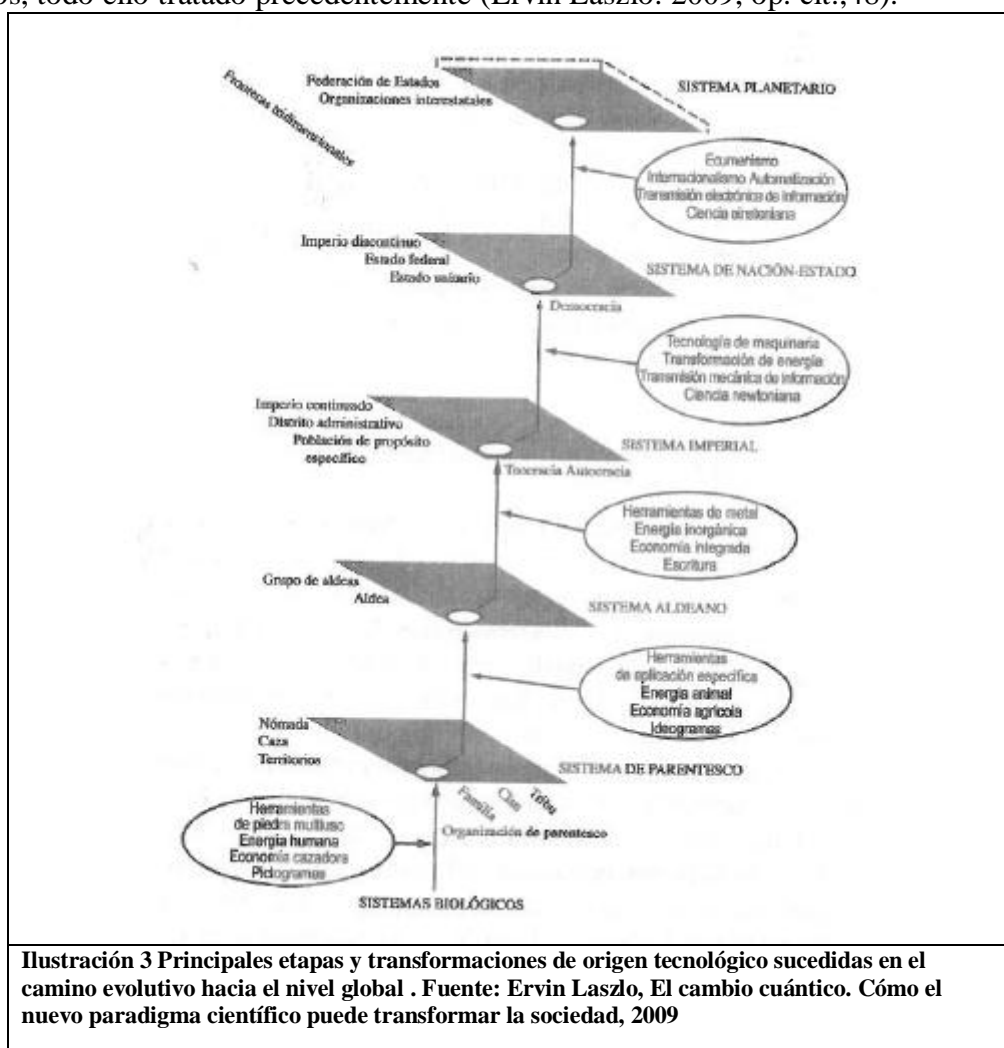 os, todo ello tratado precedentemente (Ervin Laszlo: 2009, op. cit.,48).
Federación de Estados
Organizaciones interestatales
SISTEMA PLANETARIO
Fronteras tridimensionales
Ecumanismo
Internacionalismo Automatización
Transmisión electrónica de información
Ciencia einsteniana
Imperio discontinuo
Estado federal
Estado unitario
SISTEMA DE NACIÓN-ESTADO
Democracia
Tecnología de maquinaria
Transformación de energía
Transmisión mecánica de información
Ciencia newtoniana
Imperio continuado
Distrito administrativo
Población de propósito
específico
SISTEMA IMPERIAL
Teocracia Autocracia
Herramientas de metal
Energía inorgánica
Economía integrada
Escritura
Grupo de aldeas
Aldea
SISTEMA ALDEANO
Herramientas
de aplicación específica
Energía animal
Economía agrícola
Ideogramas
Nómada
Caza
Territorios
SISTEMA DE PARENTESCO
Familia
Clan
Tribu
Organización de parentesco
Herramientas
de piedra multiuso
Energía humana
Economía cazadora
Pictogramas
SISTEMAS BIOLÓGICOS
Ilustración 3 Principales etapas y transformaciones de origen tecnológico sucedidas en el
camino evolutivo hacia el nivel global . Fuente: Ervin Laszlo, El cambio cuántico. Cómo el
nuevo paradigma científico puede transformar la sociedad, 2009